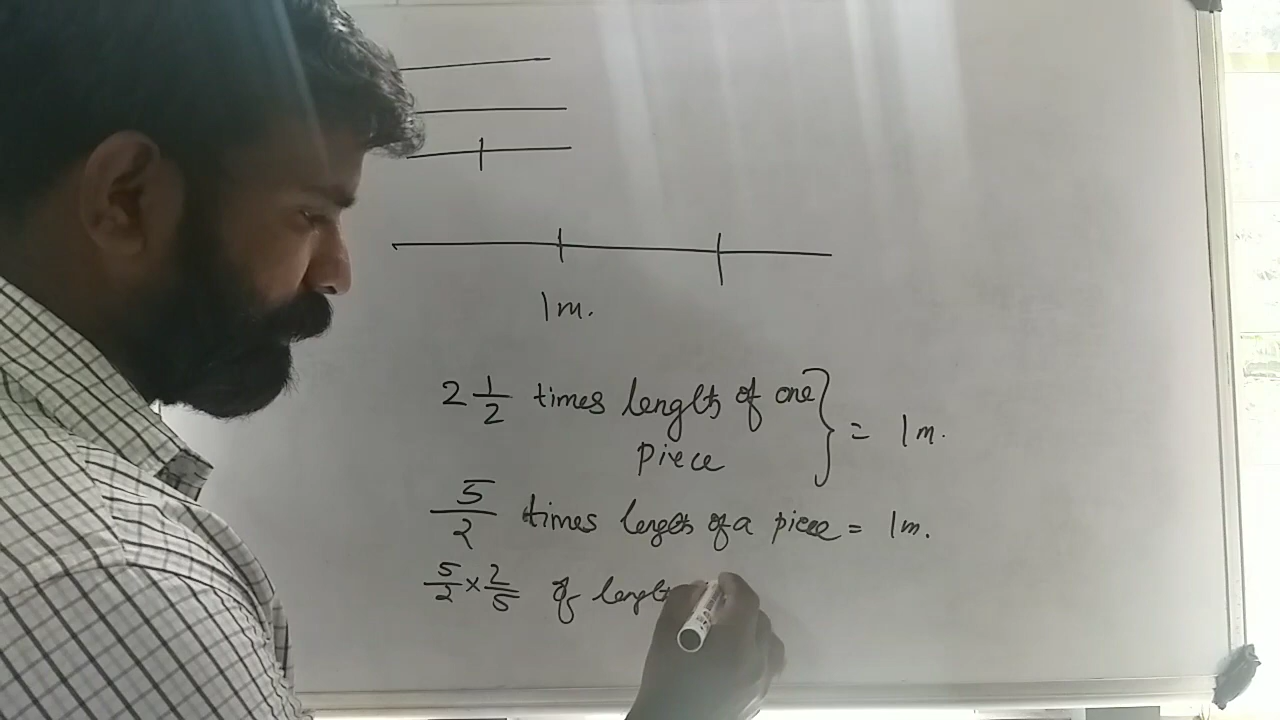 1m.
2 1/2 times length of one } = 1m.
piece
5/2 times length of a piece = 1m.
5/2 × 2/5 of length